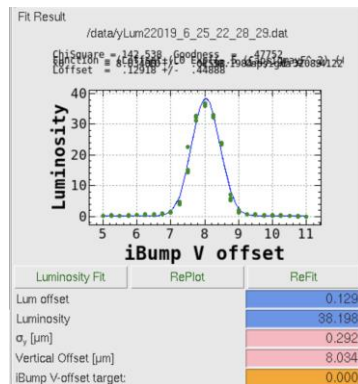 Fit Result
/data/yLum22019_6_25_22_28_29.dat
ChiSquare = 142.538 Goodness = .47752
Loffset = .12918 +/- .44888
Luminosity
40
30
20
10
0
5 6 7 8 9 10 11
iBump V offset
Luminosity Fit RePlot ReFit
Lum offset 0.129
Luminosity 38.198
σy [μm] 0.292
Vertical Offset [μm] 8.034
iBump V-offset target: 0.000